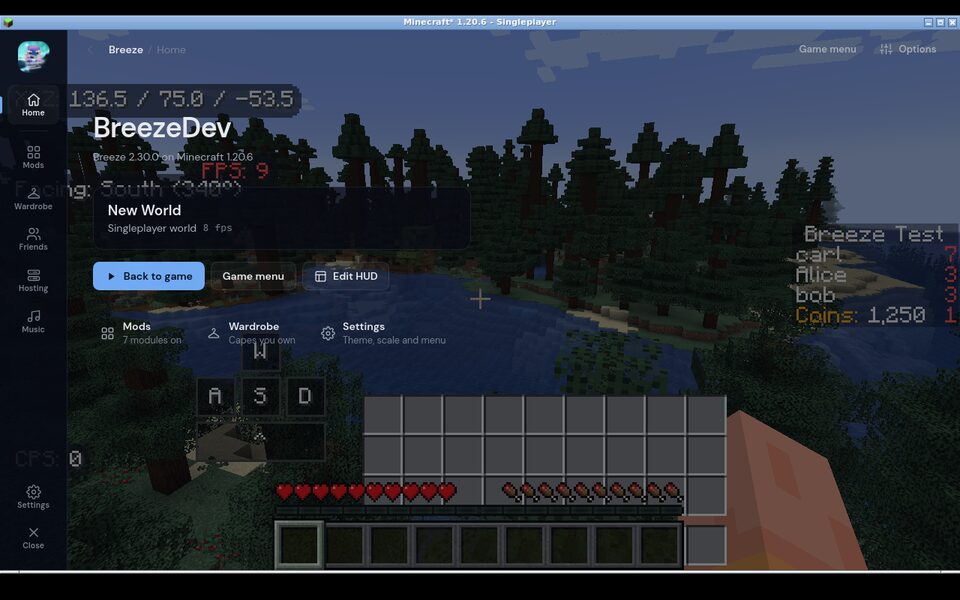 Minecraft* 1.20.6 - Singleplayer
Breeze / Home
Game menu
Options
136.5 / 75.0 / -53.5
Home
BreezeDev
Breeze 2.30.0 on Minecraft 1.20.6
FPS: 9
Mods
Facing: South (340°)
Wardrobe
New World
Singleplayer world 8 fps
Friends
Breeze Test
carl 7
Alice 3
bob 3
Coins: 1,250 1
Back to game
Game menu
Edit HUD
Hosting
Music
Mods
7 modules on
Wardrobe
Capes you own
Settings
Theme, scale and menu
W
A S D
CPS: 0
Settings
Close